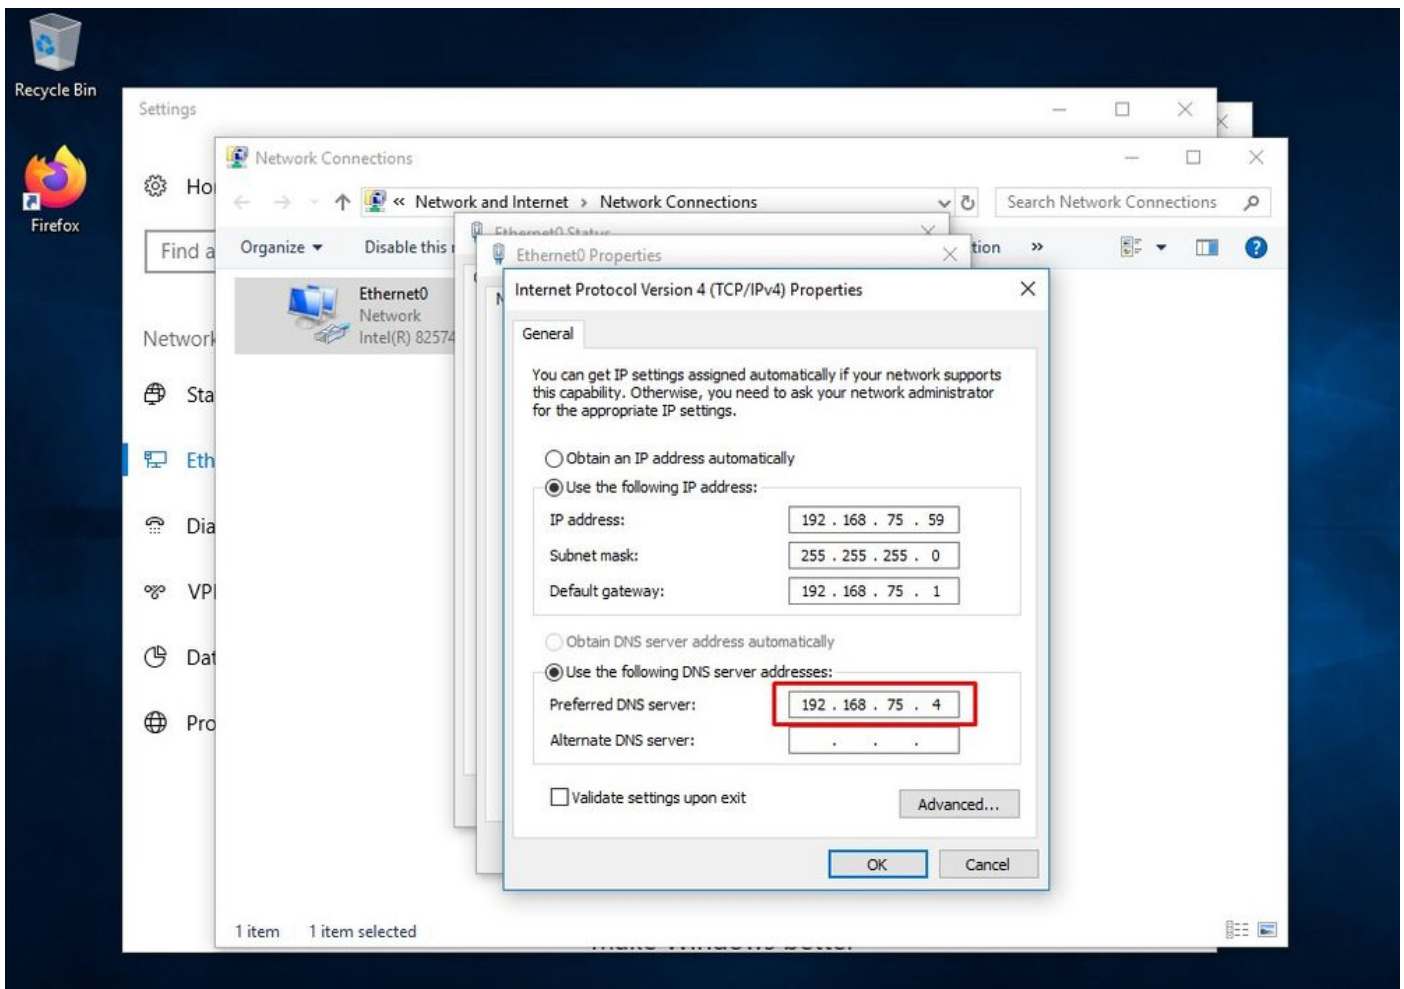 Recycle Bin
Firefox
Settings
Network Connections
Network and Internet
Network Connections
Search Network Connections
Organize
Disable this
Find a
Ethernet0 Status
Ethernet0 Properties
Ethernet0
Network
Intel(R) 82574
Network
Internet Protocol Version 4 (TCP/IPv4) Properties
General
You can get IP settings assigned automatically if your network supports
this capability. Otherwise, you need to ask your network administrator
for the appropriate IP settings.
Obtain an IP address automatically
Use the following IP address:
IP address: 192 . 168 . 75 . 59
Subnet mask: 255 . 255 . 255 . 0
Default gateway: 192 . 168 . 75 . 1
Obtain DNS server address automatically
Use the following DNS server addresses:
Preferred DNS server: 192 . 168 . 75 . 4
Alternate DNS server: . . .
Validate settings upon exit
Advanced...
OK
Cancel
1 item
1 item selected
make Windows better